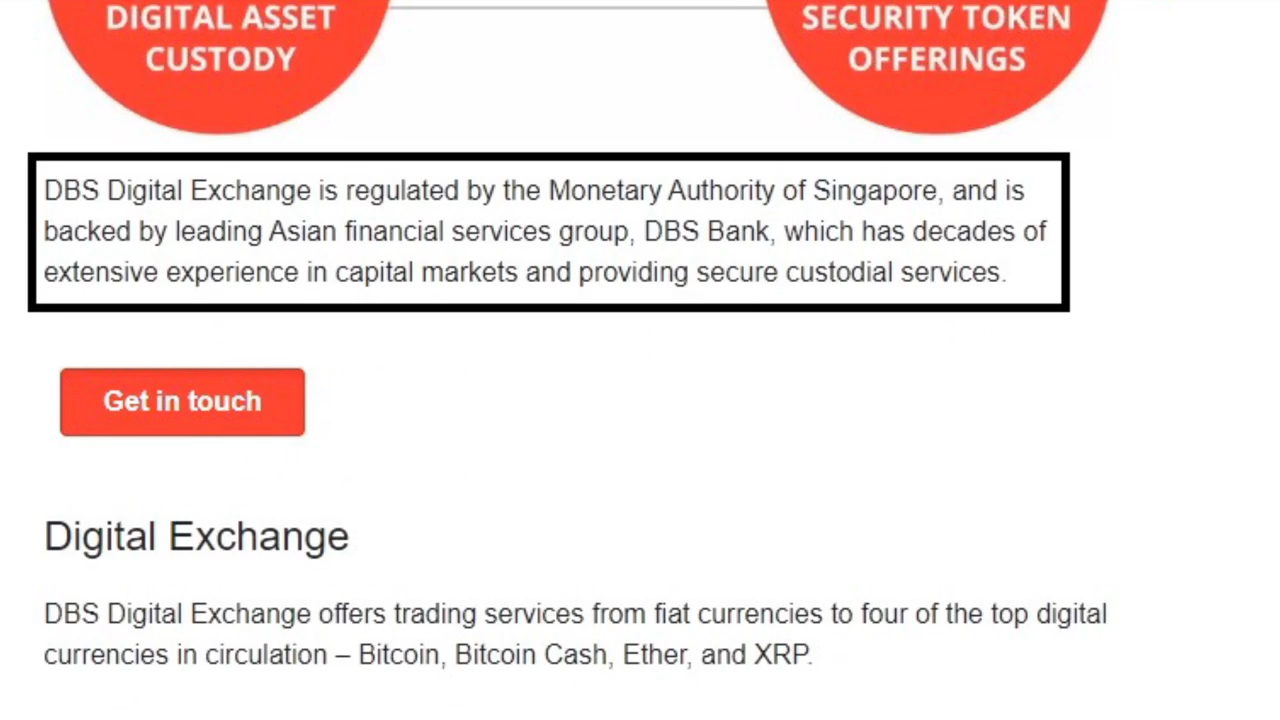 DIGITAL ASSET
CUSTODY
SECURITY TOKEN
OFFERINGS
DBS Digital Exchange is regulated by the Monetary Authority of Singapore, and is
backed by leading Asian financial services group, DBS Bank, which has decades of
extensive experience in capital markets and providing secure custodial services.
Get in touch
Digital Exchange
DBS Digital Exchange offers trading services from fiat currencies to four of the top digital
currencies in circulation – Bitcoin, Bitcoin Cash, Ether, and XRP.